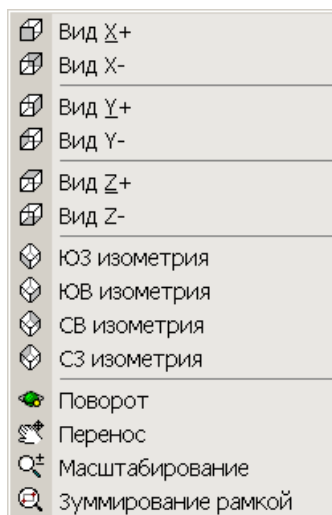 Вид X+
Вид X-
Вид Y+
Вид Y-
Вид Z+
Вид Z-
ЮЗ изометрия
ЮВ изометрия
СВ изометрия
СЗ изометрия
Поворот
Перенос
Масштабирование
Зуммирование рамкой